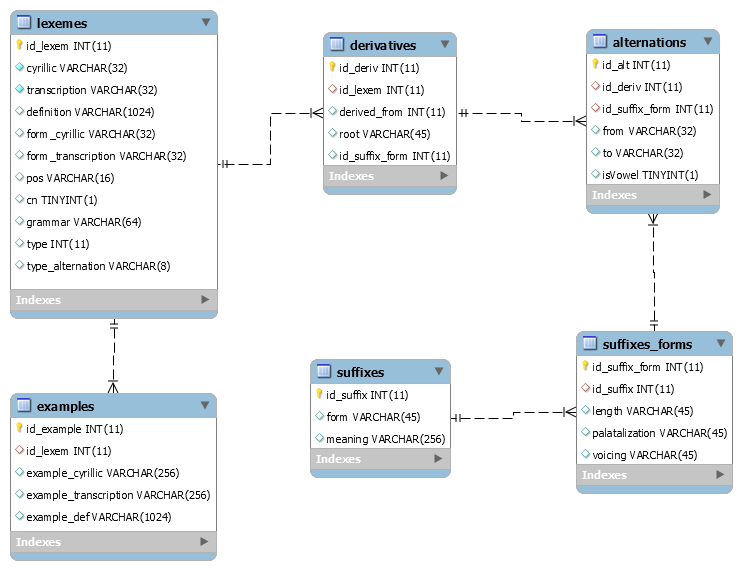 lexemes
id_lexem INT(11)
cyrillic VARCHAR(32)
transcription VARCHAR(32)
definition VARCHAR(1024)
form_cyrillic VARCHAR(32)
form_transcription VARCHAR(32)
pos VARCHAR(16)
cn TINYINT(1)
grammar VARCHAR(64)
type INT(11)
type_alternation VARCHAR(8)
Indexes
derivatives
id_deriv INT(11)
id_lexem INT(11)
derived_from INT(11)
root VARCHAR(45)
id_suffix_form INT(11)
Indexes
alternations
id_alt INT(11)
id_deriv INT(11)
id_suffix_form INT(11)
from VARCHAR(32)
to VARCHAR(32)
isVowel TINYINT(1)
Indexes
examples
id_example INT(11)
id_lexem INT(11)
example_cyrillic VARCHAR(256)
example_transcription VARCHAR(256)
example_def VARCHAR(1024)
Indexes
suffixes
id_suffix INT(11)
form VARCHAR(45)
meaning VARCHAR(256)
Indexes
suffixes_forms
id_suffix_form INT(11)
id_suffix INT(11)
length VARCHAR(45)
palatalization VARCHAR(45)
voicing VARCHAR(45)
Indexes